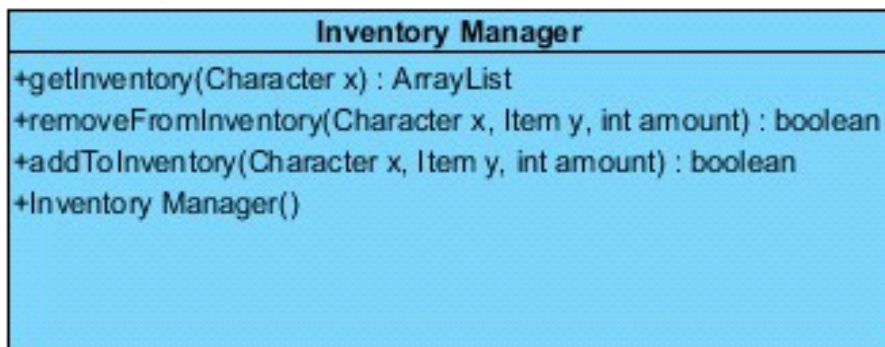 Inventory Manager
+getInventory(Character x) : ArrayList
+removeFromInventory(Character x, Item y, int amount) : boolean
+addToInventory(Character x, Item y, int amount) : boolean
+Inventory Manager()